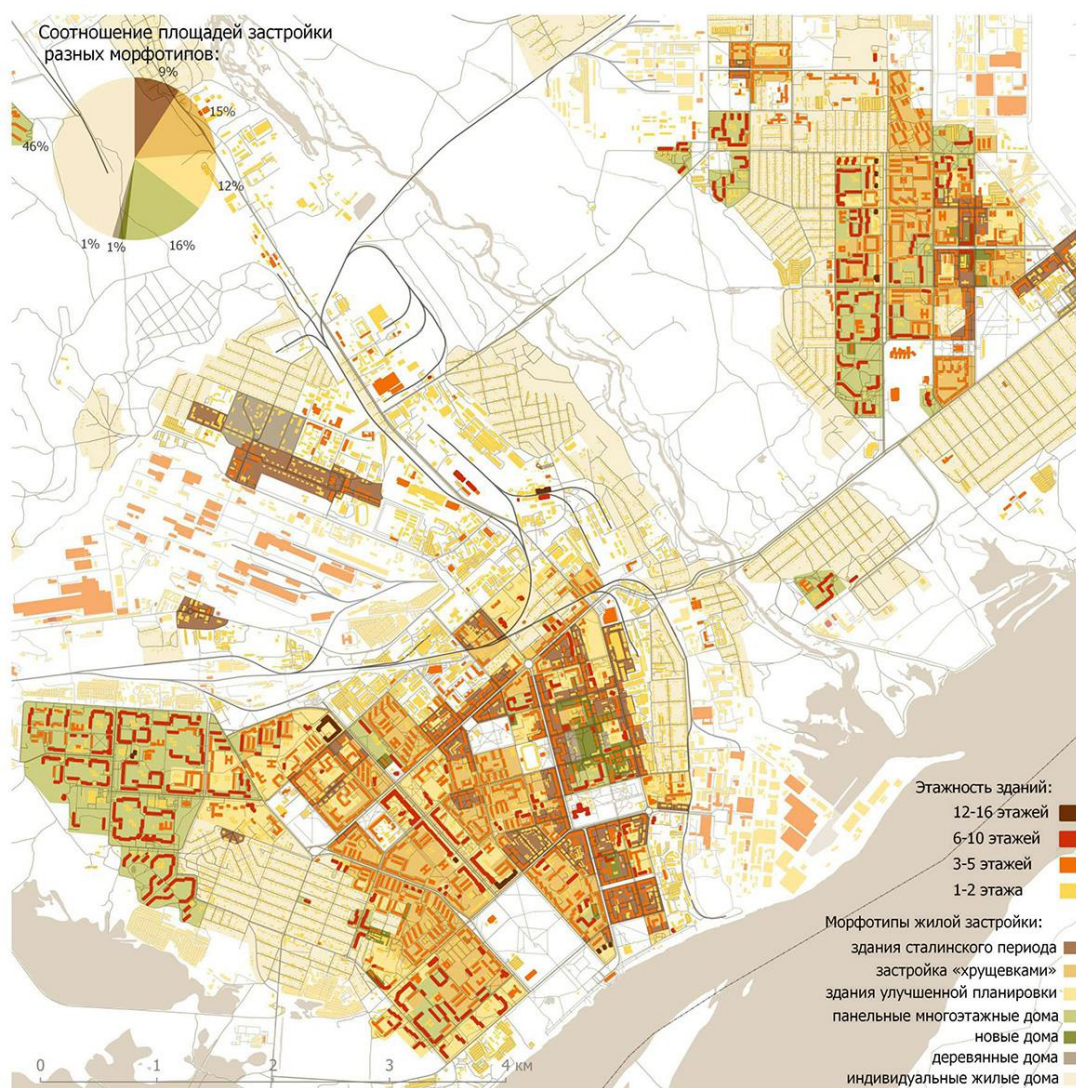 Соотношение площадей застройки
разных морфотипов:
9%
15%
46%
12%
1%
1%
16%
Этажность зданий:
12-16 этажей
6-10 этажей
3-5 этажей
1-2 этажа
Морфотипы жилой застройки:
здания сталинского периода
застройка «хрущевками»
здания улучшенной планировки
панельные многоэтажные дома
новые дома
деревянные дома
индивидуальные жилые дома
0 1 2 3 4 км